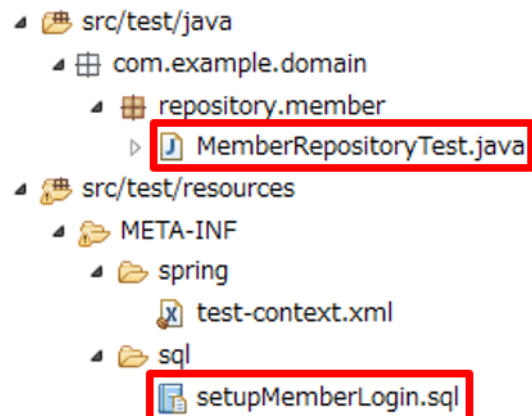 src/test/java
com.example.domain
repository.member
MemberRepositoryTest.java
src/test/resources
META-INF
spring
test-context.xml
sql
setupMemberLogin.sql